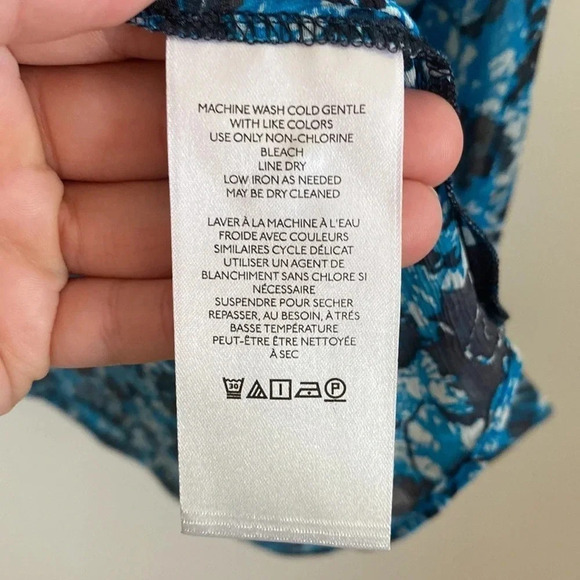 MACHINE WASH COLD GENTLE
WITH LIKE COLORS
USE ONLY NON-CHLORINE
BLEACH
LINE DRY
LOW IRON AS NEEDED
MAY BE DRY CLEANED
LAVER À LA MACHINE À L'EAU
FROIDE AVEC COULEURS
SIMILAIRES CYCLE DÉLICAT
UTILISER UN AGENT DE
BLANCHIMENT SANS CHLORE SI
NÉCESSAIRE
SUSPENDRE POUR SECHER
REPASSER, AU BESOIN, À TRÉS
BASSE TEMPÉRATURE
PEUT-ÊTRE ÊTRE NETTOYÉE
À SEC
30 P